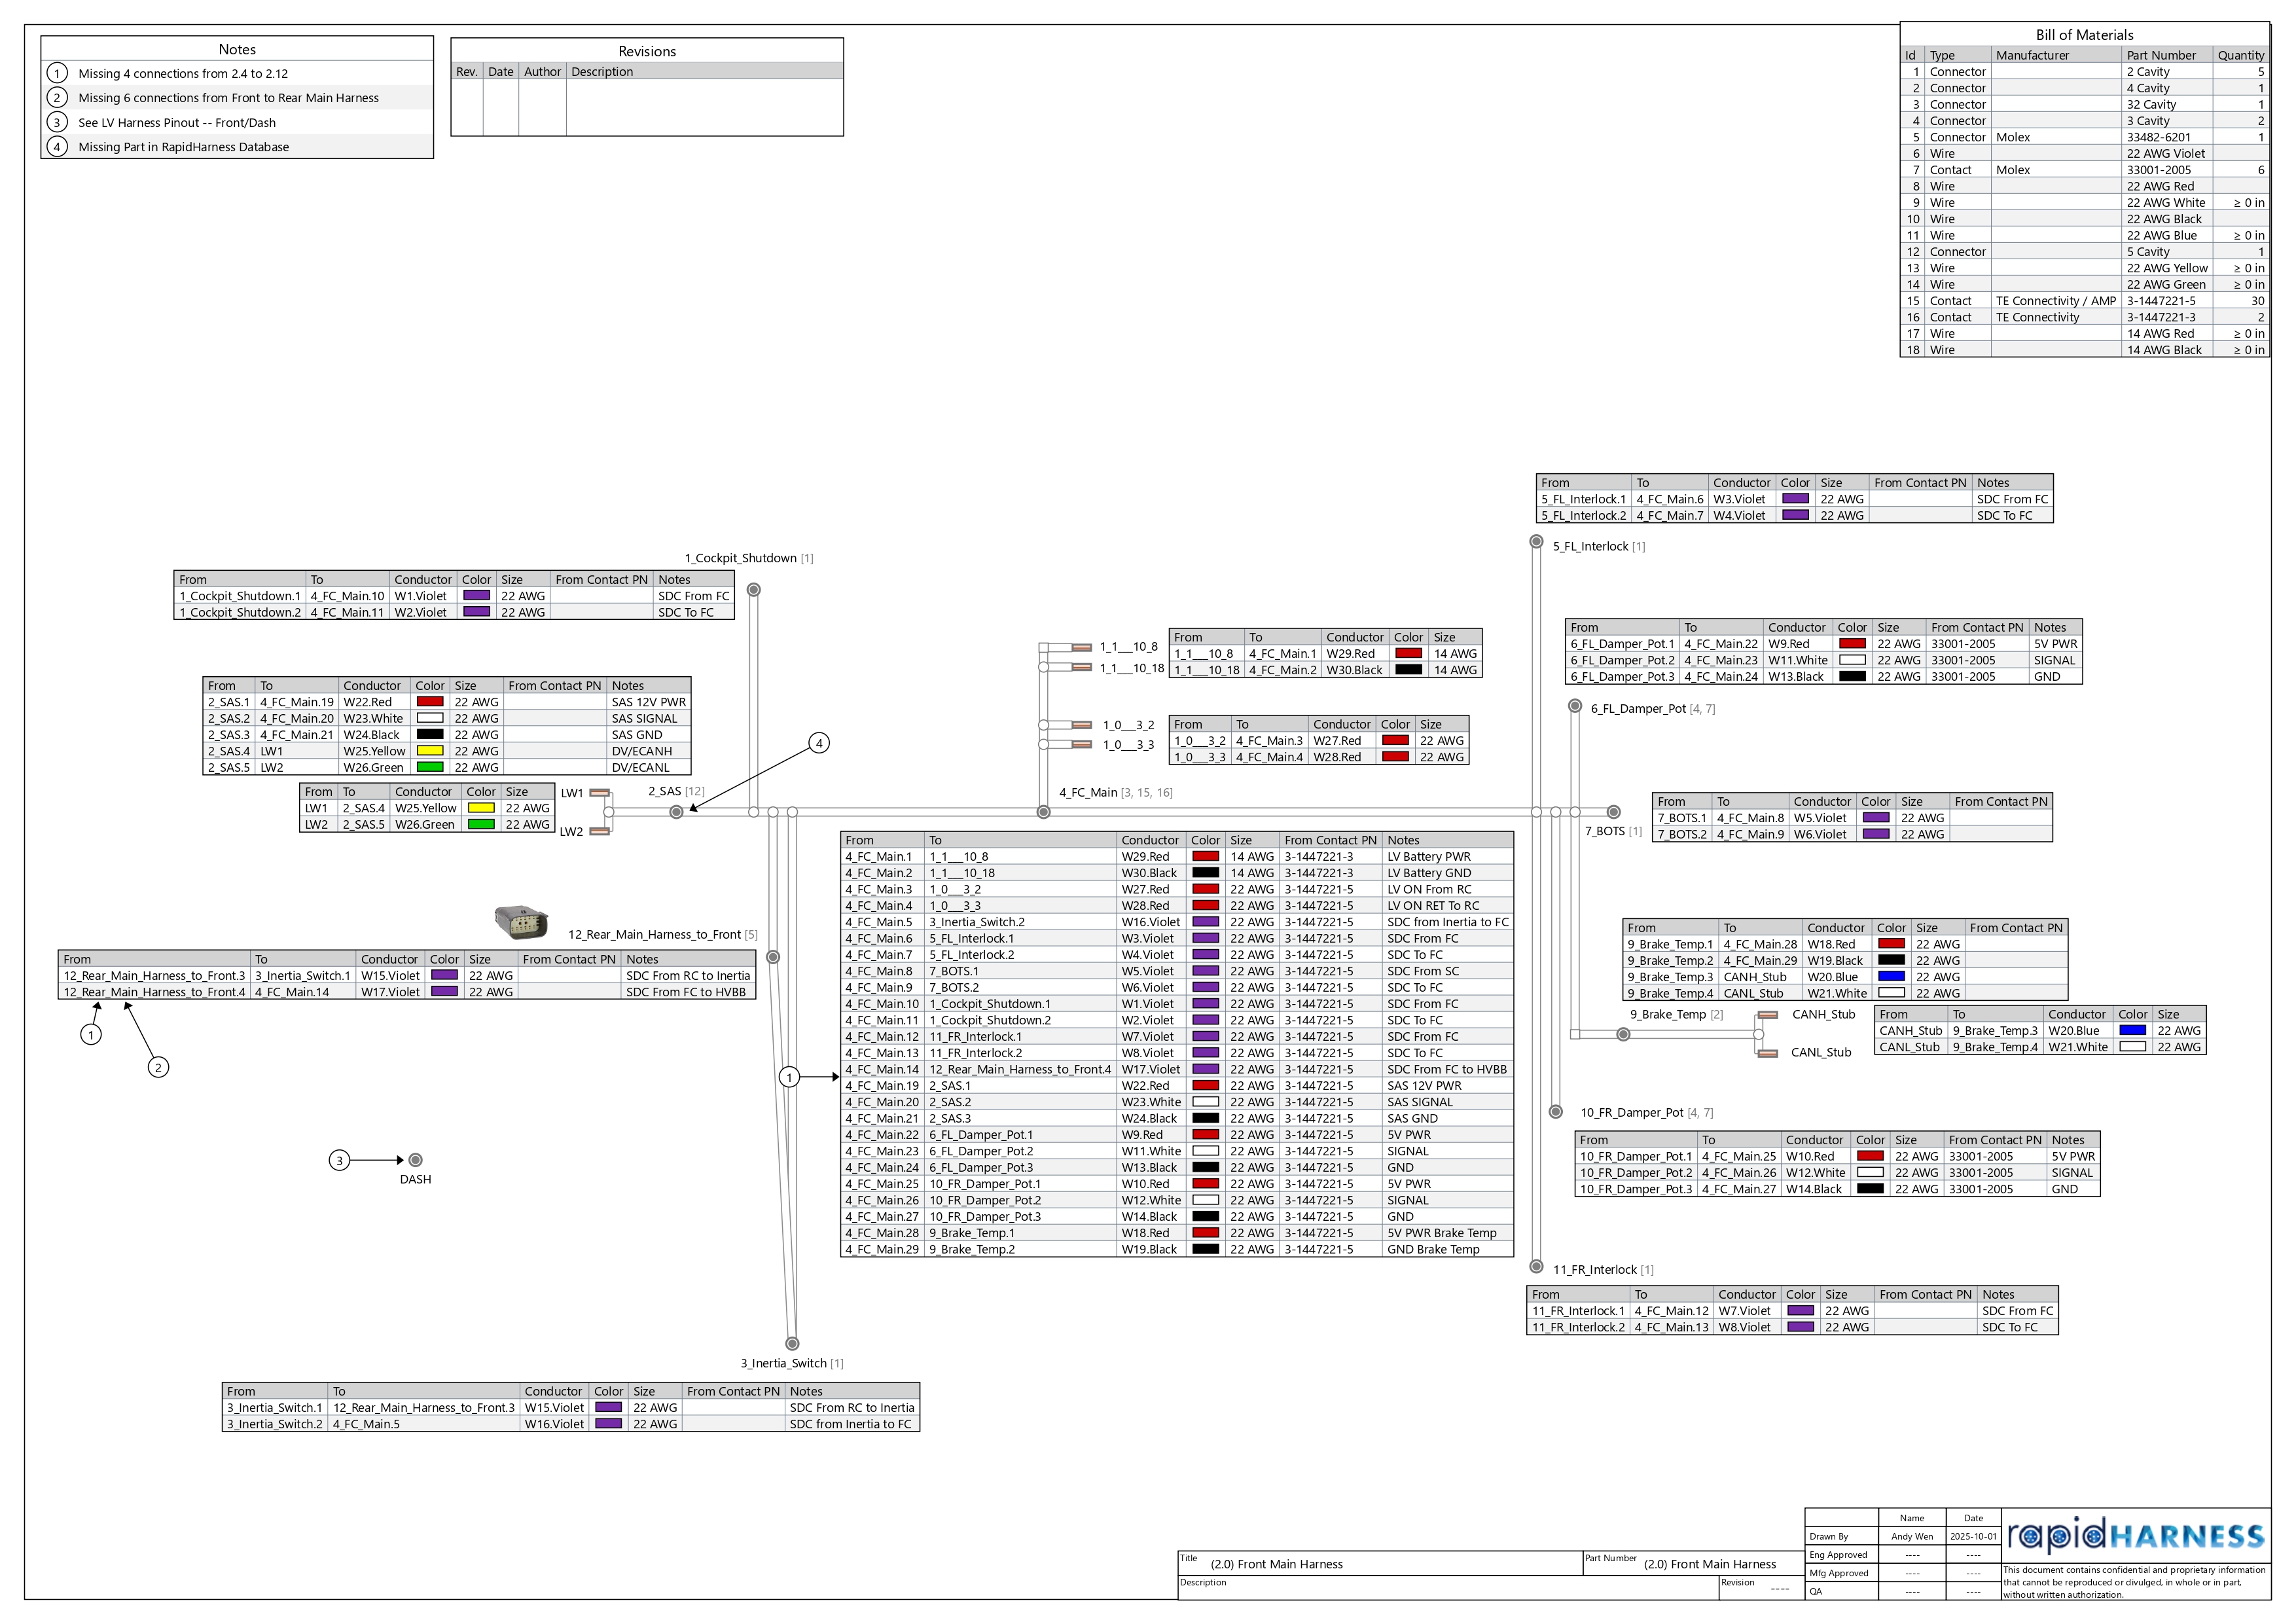 Notes
1 Missing 4 connections from 2.4 to 2.12
2 Missing 6 connections from Front to Rear Main Harness
3 See LV Harness Pinout -- Front/Dash
4 Missing Part in RapidHarness Database
Revisions
Rev. Date Author Description
Bill of Materials
Id Type Manufacturer Part Number Quantity
1 Connector 2 Cavity 5
2 Connector 4 Cavity 1
3 Connector 32 Cavity 1
4 Connector 3 Cavity 2
5 Connector Molex 33482-6201 1
6 Wire 22 AWG Violet
7 Contact Molex 33001-2005 6
8 Wire 22 AWG Red
9 Wire 22 AWG White ≥ 0 in
10 Wire 22 AWG Black
11 Wire 22 AWG Blue ≥ 0 in
12 Connector 5 Cavity 1
13 Wire 22 AWG Yellow ≥ 0 in
14 Wire 22 AWG Green ≥ 0 in
15 Contact TE Connectivity / AMP 3-1447221-5 30
16 Contact TE Connectivity 3-1447221-3 2
17 Wire 14 AWG Red ≥ 0 in
18 Wire 14 AWG Black ≥ 0 in
From To Conductor Color Size From Contact PN Notes
5_FL_Interlock.1 4_FC_Main.6 W3.Violet 22 AWG SDC From FC
5_FL_Interlock.2 4_FC_Main.7 W4.Violet 22 AWG SDC To FC
5_FL_Interlock [1]
1_Cockpit_Shutdown [1]
From To Conductor Color Size From Contact PN Notes
1_Cockpit_Shutdown.1 4_FC_Main.10 W1.Violet 22 AWG SDC From FC
1_Cockpit_Shutdown.2 4_FC_Main.11 W2.Violet 22 AWG SDC To FC
1_1___10_8
1_1___10_18
From To Conductor Color Size
1_1___10_8 4_FC_Main.1 W29.Red 14 AWG
1_1___10_18 4_FC_Main.2 W30.Black 14 AWG
From To Conductor Color Size From Contact PN Notes
6_FL_Damper_Pot.1 4_FC_Main.22 W9.Red 22 AWG 33001-2005 5V PWR
6_FL_Damper_Pot.2 4_FC_Main.23 W11.White 22 AWG 33001-2005 SIGNAL
6_FL_Damper_Pot.3 4_FC_Main.24 W13.Black 22 AWG 33001-2005 GND
6_FL_Damper_Pot [4, 7]
From To Conductor Color Size From Contact PN Notes
2_SAS.1 4_FC_Main.19 W22.Red 22 AWG SAS 12V PWR
2_SAS.2 4_FC_Main.20 W23.White 22 AWG SAS SIGNAL
2_SAS.3 4_FC_Main.21 W24.Black 22 AWG SAS GND
2_SAS.4 LW1 W25.Yellow 22 AWG DV/ECANH
2_SAS.5 LW2 W26.Green 22 AWG DV/ECANL
4
1_0___3_2
1_0___3_3
From To Conductor Color Size
1_0___3_2 4_FC_Main.3 W27.Red 22 AWG
1_0___3_3 4_FC_Main.4 W28.Red 22 AWG
From To Conductor Color Size
LW1 2_SAS.4 W25.Yellow 22 AWG
LW2 2_SAS.5 W26.Green 22 AWG
LW1
LW2
2_SAS [12]
4_FC_Main [3, 15, 16]
7_BOTS [1]
From To Conductor Color Size From Contact PN
7_BOTS.1 4_FC_Main.8 W5.Violet 22 AWG
7_BOTS.2 4_FC_Main.9 W6.Violet 22 AWG
From To Conductor Color Size From Contact PN Notes
4_FC_Main.1 1_1___10_8 W29.Red 14 AWG 3-1447221-3 LV Battery PWR
4_FC_Main.2 1_1___10_18 W30.Black 14 AWG 3-1447221-3 LV Battery GND
4_FC_Main.3 1_0___3_2 W27.Red 22 AWG 3-1447221-5 LV ON From RC
4_FC_Main.4 1_0___3_3 W28.Red 22 AWG 3-1447221-5 LV ON RET To RC
4_FC_Main.5 3_Inertia_Switch.2 W16.Violet 22 AWG 3-1447221-5 SDC from Inertia to FC
4_FC_Main.6 5_FL_Interlock.1 W3.Violet 22 AWG 3-1447221-5 SDC From FC
4_FC_Main.7 5_FL_Interlock.2 W4.Violet 22 AWG 3-1447221-5 SDC To FC
4_FC_Main.8 7_BOTS.1 W5.Violet 22 AWG 3-1447221-5 SDC From SC
4_FC_Main.9 7_BOTS.2 W6.Violet 22 AWG 3-1447221-5 SDC To FC
4_FC_Main.10 1_Cockpit_Shutdown.1 W1.Violet 22 AWG 3-1447221-5 SDC From FC
4_FC_Main.11 1_Cockpit_Shutdown.2 W2.Violet 22 AWG 3-1447221-5 SDC To FC
4_FC_Main.12 11_FR_Interlock.1 W7.Violet 22 AWG 3-1447221-5 SDC From FC
4_FC_Main.13 11_FR_Interlock.2 W8.Violet 22 AWG 3-1447221-5 SDC To FC
4_FC_Main.14 12_Rear_Main_Harness_to_Front.4 W17.Violet 22 AWG 3-1447221-5 SDC From FC to HVBB
4_FC_Main.19 2_SAS.1 W22.Red 22 AWG 3-1447221-5 SAS 12V PWR
4_FC_Main.20 2_SAS.2 W23.White 22 AWG 3-1447221-5 SAS SIGNAL
4_FC_Main.21 2_SAS.3 W24.Black 22 AWG 3-1447221-5 SAS GND
4_FC_Main.22 6_FL_Damper_Pot.1 W9.Red 22 AWG 3-1447221-5 5V PWR
4_FC_Main.23 6_FL_Damper_Pot.2 W11.White 22 AWG 3-1447221-5 SIGNAL
4_FC_Main.24 6_FL_Damper_Pot.3 W13.Black 22 AWG 3-1447221-5 GND
4_FC_Main.25 10_FR_Damper_Pot.1 W10.Red 22 AWG 3-1447221-5 5V PWR
4_FC_Main.26 10_FR_Damper_Pot.2 W12.White 22 AWG 3-1447221-5 SIGNAL
4_FC_Main.27 10_FR_Damper_Pot.3 W14.Black 22 AWG 3-1447221-5 GND
4_FC_Main.28 9_Brake_Temp.1 W18.Red 22 AWG 3-1447221-5 5V PWR Brake Temp
4_FC_Main.29 9_Brake_Temp.2 W19.Black 22 AWG 3-1447221-5 GND Brake Temp
1
12_Rear_Main_Harness_to_Front [5]
From To Conductor Color Size From Contact PN Notes
12_Rear_Main_Harness_to_Front.3 3_Inertia_Switch.1 W15.Violet 22 AWG SDC From RC to Inertia
12_Rear_Main_Harness_to_Front.4 4_FC_Main.14 W17.Violet 22 AWG SDC From FC to HVBB
1
2
3
DASH
From To Conductor Color Size From Contact PN
9_Brake_Temp.1 4_FC_Main.28 W18.Red 22 AWG
9_Brake_Temp.2 4_FC_Main.29 W19.Black 22 AWG
9_Brake_Temp.3 CANH_Stub W20.Blue 22 AWG
9_Brake_Temp.4 CANL_Stub W21.White 22 AWG
9_Brake_Temp [2]
CANH_Stub
CANL_Stub
From To Conductor Color Size
CANH_Stub 9_Brake_Temp.3 W20.Blue 22 AWG
CANL_Stub 9_Brake_Temp.4 W21.White 22 AWG
10_FR_Damper_Pot [4, 7]
From To Conductor Color Size From Contact PN Notes
10_FR_Damper_Pot.1 4_FC_Main.25 W10.Red 22 AWG 33001-2005 5V PWR
10_FR_Damper_Pot.2 4_FC_Main.26 W12.White 22 AWG 33001-2005 SIGNAL
10_FR_Damper_Pot.3 4_FC_Main.27 W14.Black 22 AWG 33001-2005 GND
11_FR_Interlock [1]
From To Conductor Color Size From Contact PN Notes
11_FR_Interlock.1 4_FC_Main.12 W7.Violet 22 AWG SDC From FC
11_FR_Interlock.2 4_FC_Main.13 W8.Violet 22 AWG SDC To FC
3_Inertia_Switch [1]
From To Conductor Color Size From Contact PN Notes
3_Inertia_Switch.1 12_Rear_Main_Harness_to_Front.3 W15.Violet 22 AWG SDC From RC to Inertia
3_Inertia_Switch.2 4_FC_Main.5 W16.Violet 22 AWG SDC from Inertia to FC
Title (2.0) Front Main Harness
Part Number (2.0) Front Main Harness
Description
Revision ----
Name Date
Drawn By Andy Wen 2025-10-01
Eng Approved ---- ----
Mfg Approved ---- ----
QA ---- ----
rapidHARNESS
This document contains confidential and proprietary information
that cannot be reproduced or divulged, in whole or in part,
without written authorization.